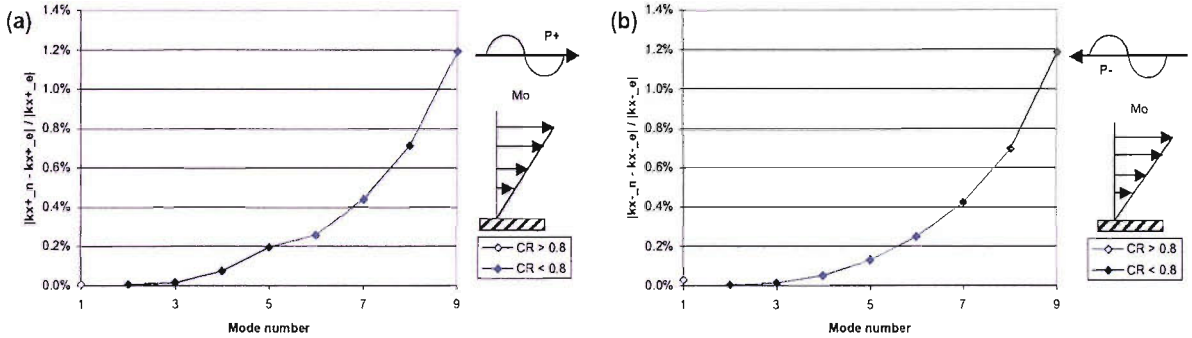 (a)
1.4%
1.2%
1.0%
0.8%
0.6%
0.4%
0.2%
0.0%
|kx+_n - kx+_e| / |kx+_e|
1 3 5 7 9
Mode number
P+
Mo
CR > 0.8
CR < 0.8
(b)
1.4%
1.2%
1.0%
0.8%
0.6%
0.4%
0.2%
0.0%
|kx-_n - kx-_e| / |kx-_e|
1 3 5 7 9
Mode number
P-
Mo
CR > 0.8
CR < 0.8